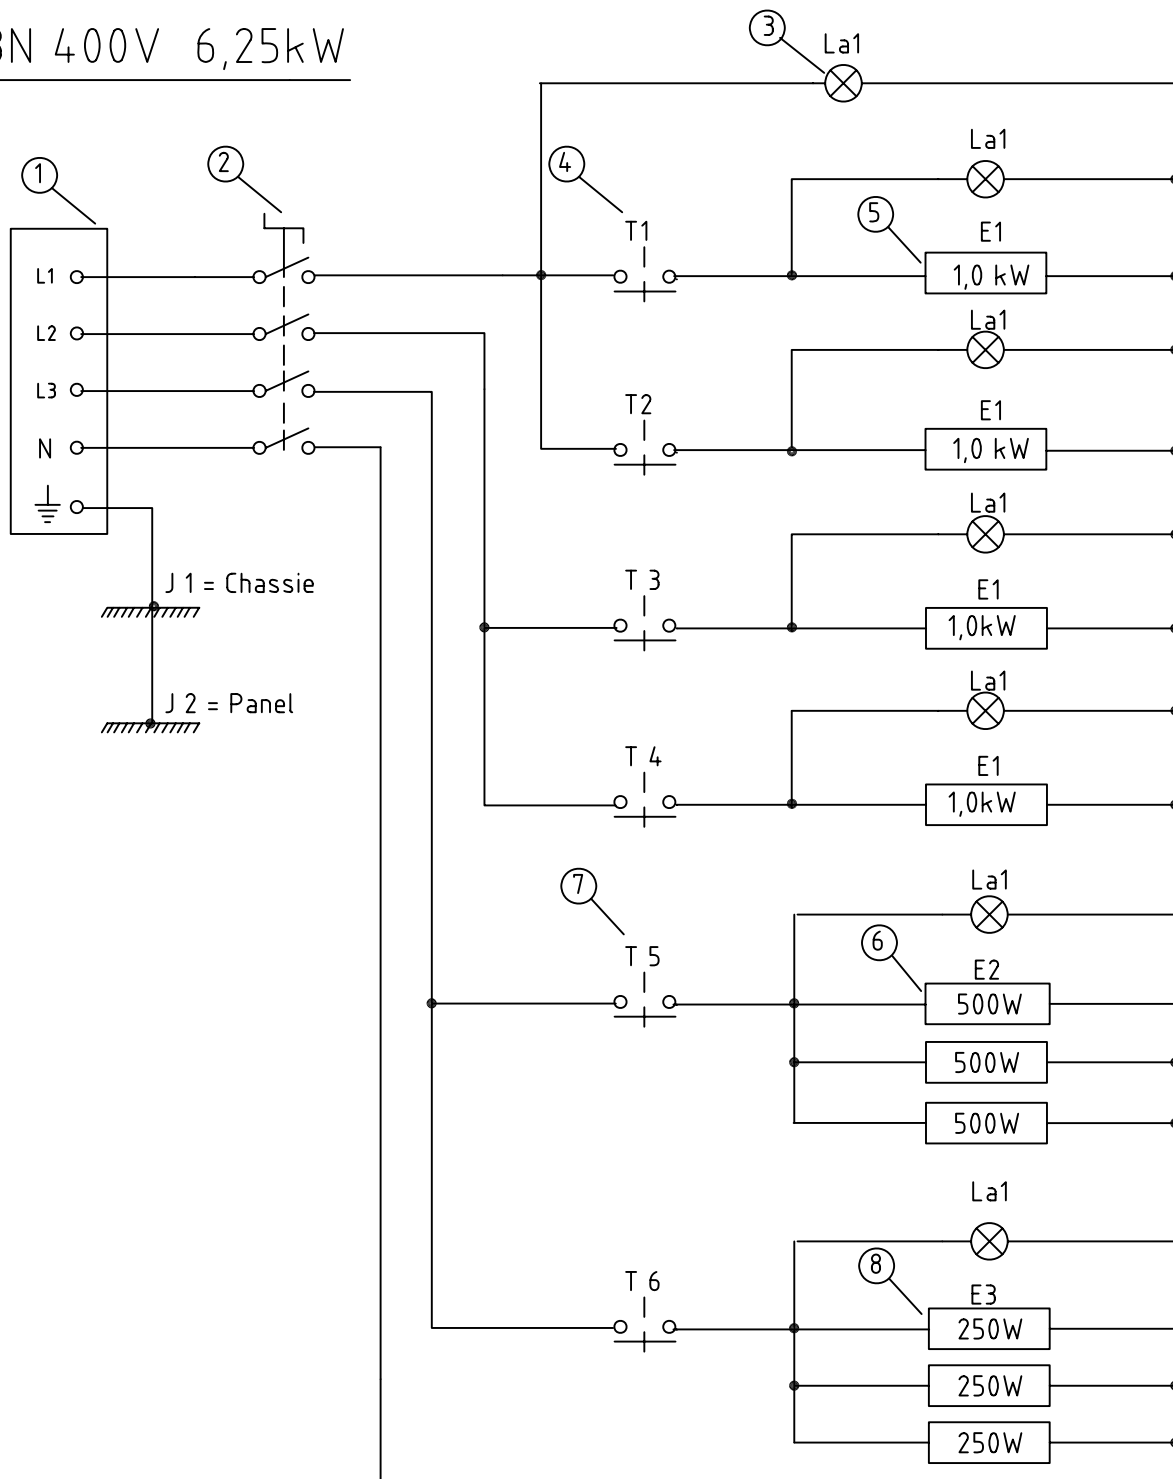 3N 400V 6,25kW
3
La1
La1
1
2
4
5
T1
E1
L1
1,0 kW
La1
L2
L3
T2
E1
N
1,0 kW
La1
J 1 = Chassie
T 3
E1
1,0kW
La1
J 2 = Panel
T 4
E1
1,0kW
7
La1
6
T 5
E2
500W
500W
500W
La1
8
T 6
E3
250W
250W
250W